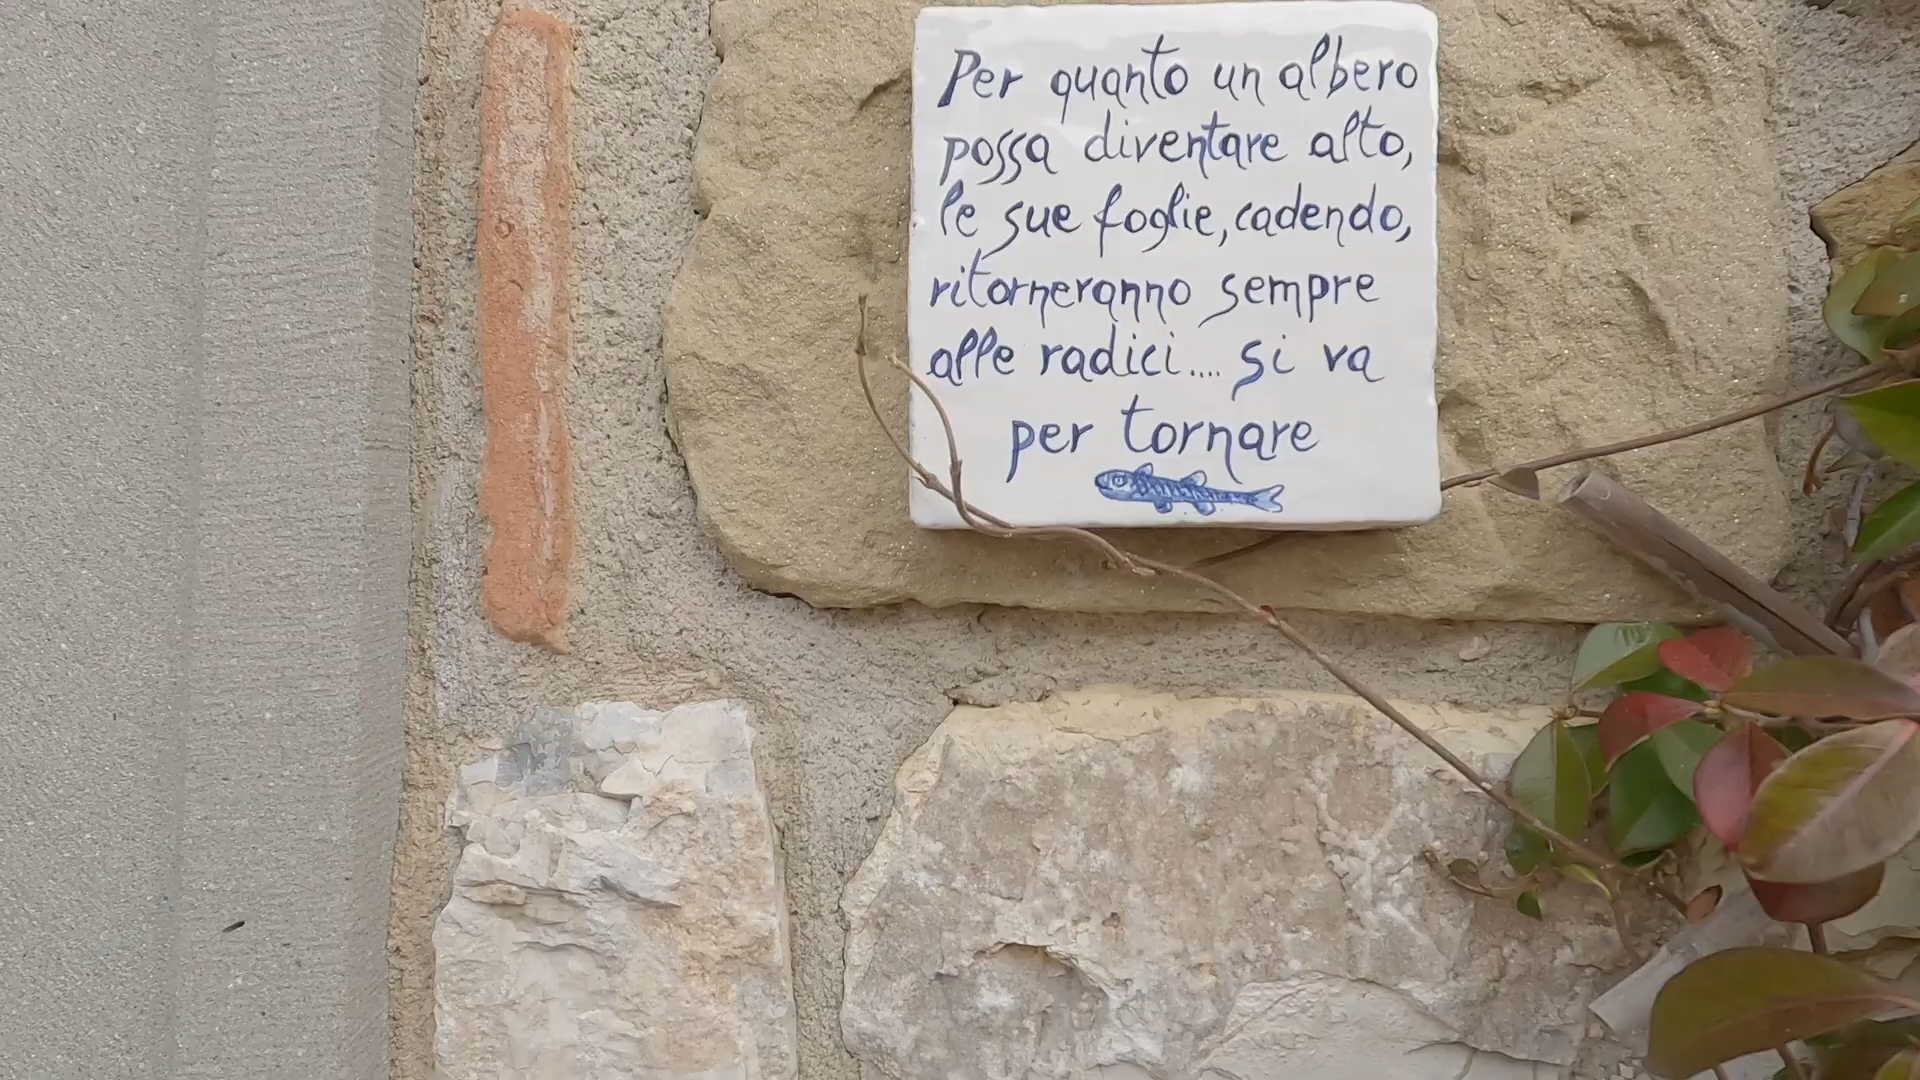 Per quanto un albero
possa diventare alto,
le sue foglie, cadendo,
ritorneranno sempre
alle radici.... si va
per tornare